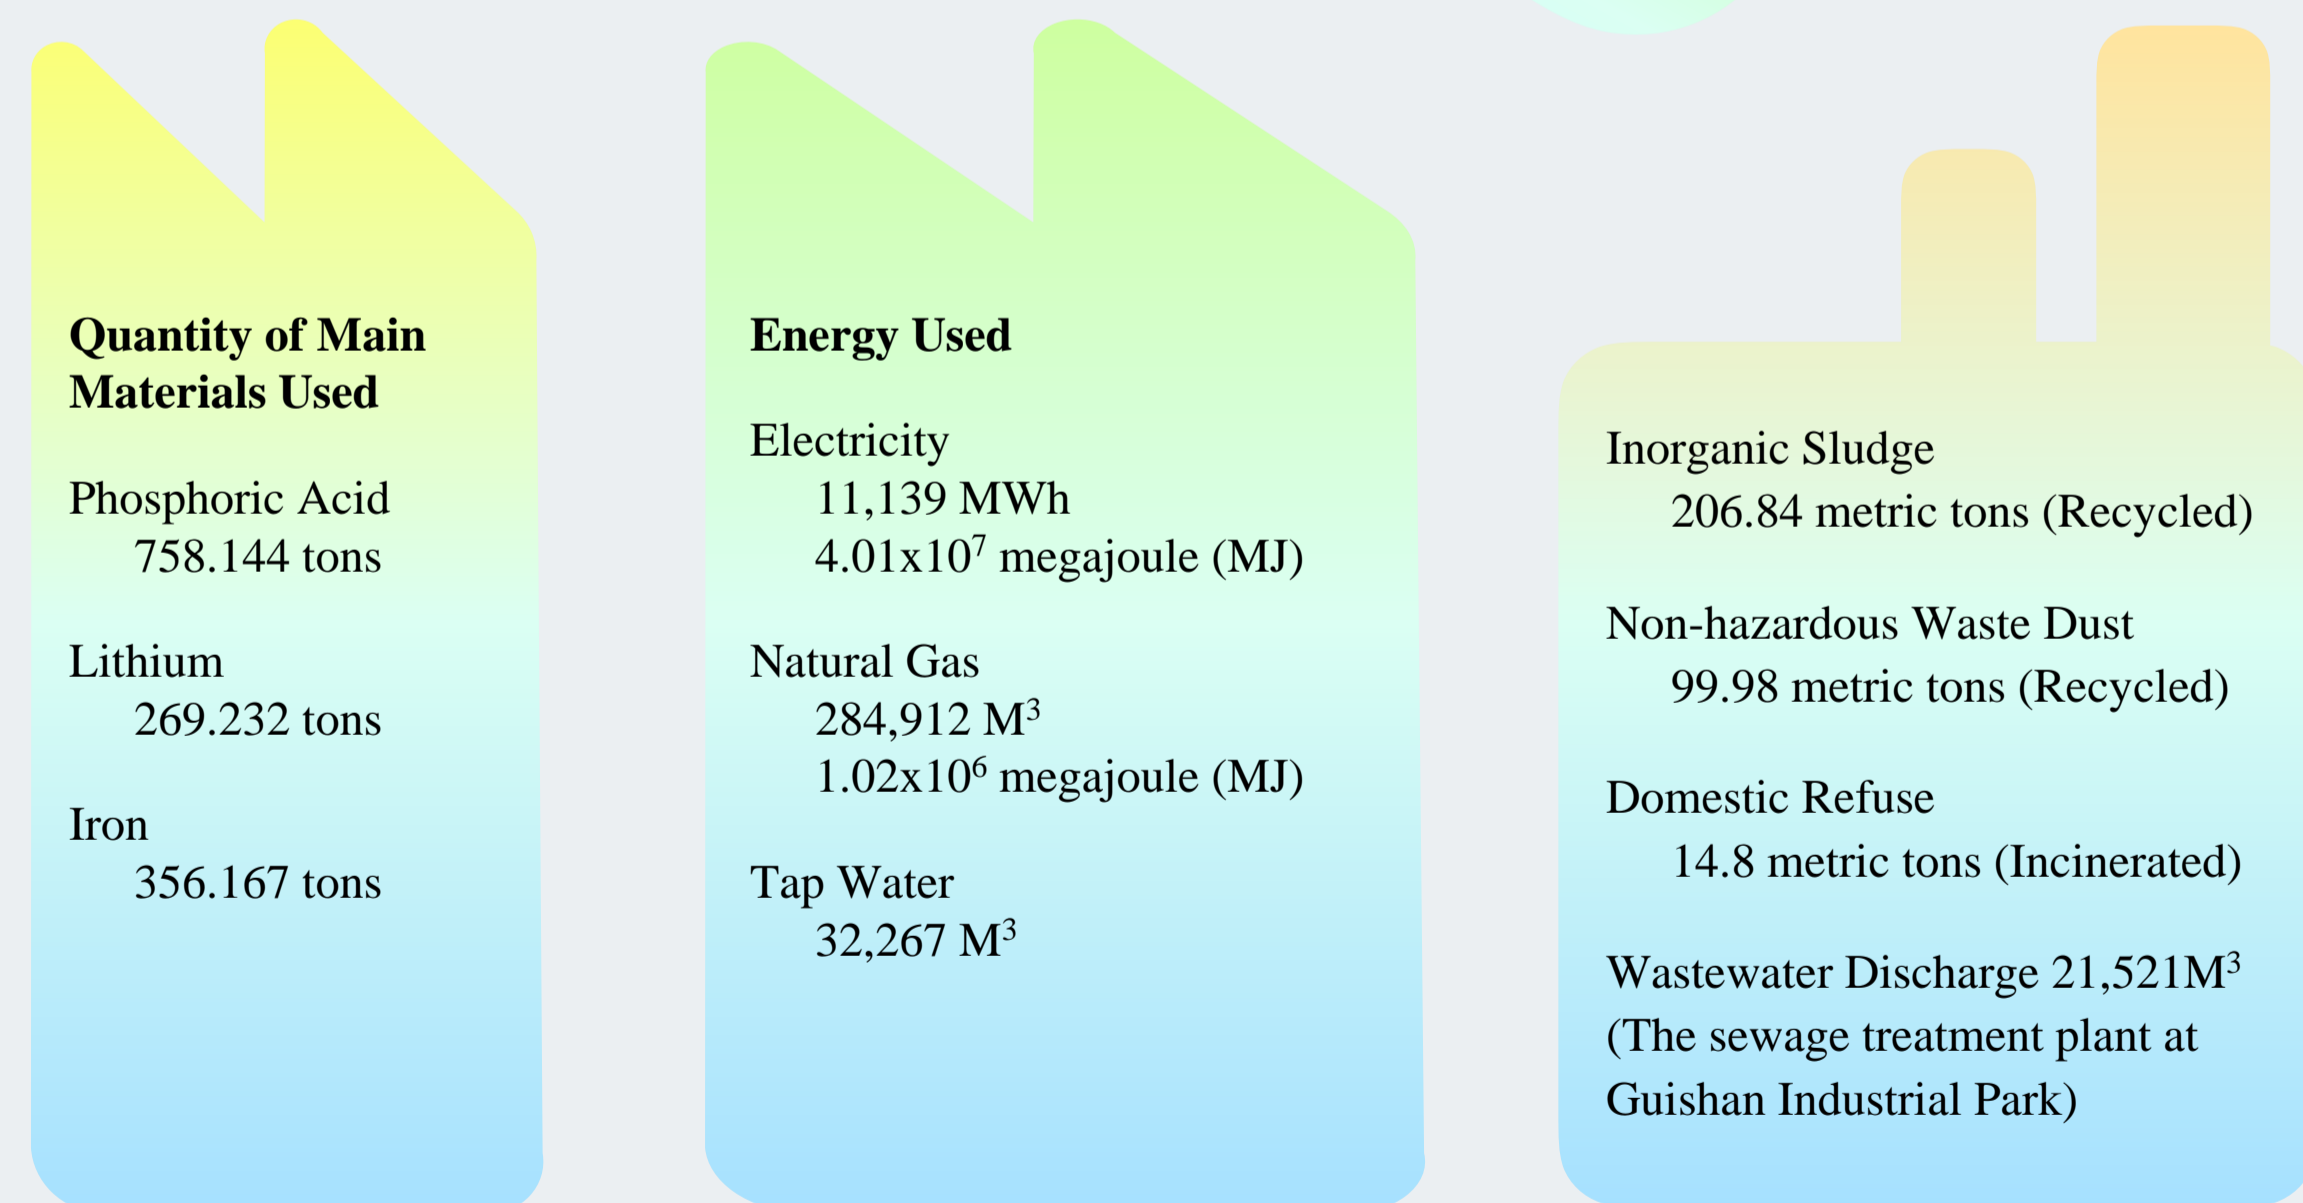 Quantity of Main
Materials Used
Phosphoric Acid
758.144 tons
Lithium
269.232 tons
Iron
356.167 tons
Energy Used
Electricity
11,139 MWh
4.01x10⁷ megajoule (MJ)
Natural Gas
284,912 M³
1.02x10⁶ megajoule (MJ)
Tap Water
32,267 M³
Inorganic Sludge
206.84 metric tons (Recycled)
Non-hazardous Waste Dust
99.98 metric tons (Recycled)
Domestic Refuse
14.8 metric tons (Incinerated)
Wastewater Discharge 21,521M³
(The sewage treatment plant at
Guishan Industrial Park)